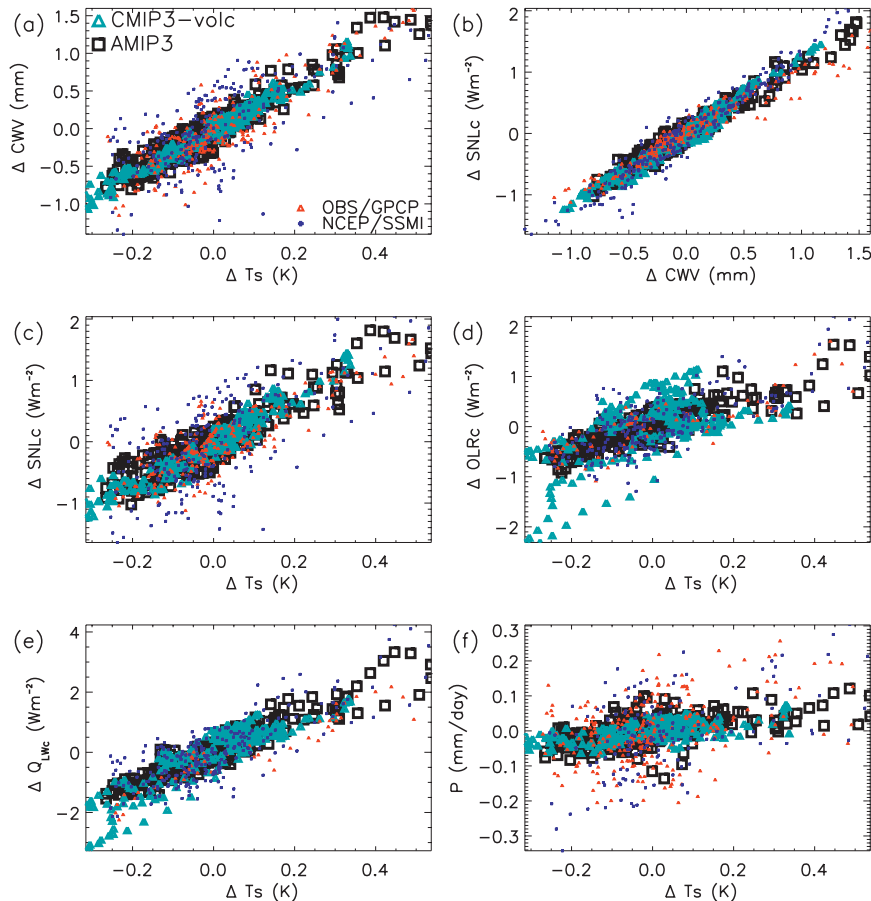 (a)
CMIP3-volc
AMIP3
1.5
1.0
0.5
0.0
-0.5
-1.0
Δ CWV (mm)
OBS/GPCP
NCEP/SSMI
-0.2 0.0 0.2 0.4
Δ Ts (K)
(b)
2
1
0
-1
Δ SNLc (Wm⁻²)
-1.0 -0.5 0.0 0.5 1.0 1.5
Δ CWV (mm)
(c)
2
1
0
-1
Δ SNLc (Wm⁻²)
-0.2 0.0 0.2 0.4
Δ Ts (K)
(d)
2
1
0
-1
-2
Δ OLRc (Wm⁻²)
-0.2 0.0 0.2 0.4
Δ Ts (K)
(e)
4
2
0
-2
Δ Q_LWc (Wm⁻²)
-0.2 0.0 0.2 0.4
Δ Ts (K)
(f)
0.3
0.2
0.1
0.0
-0.1
-0.2
-0.3
P (mm/day)
-0.2 0.0 0.2 0.4
Δ Ts (K)